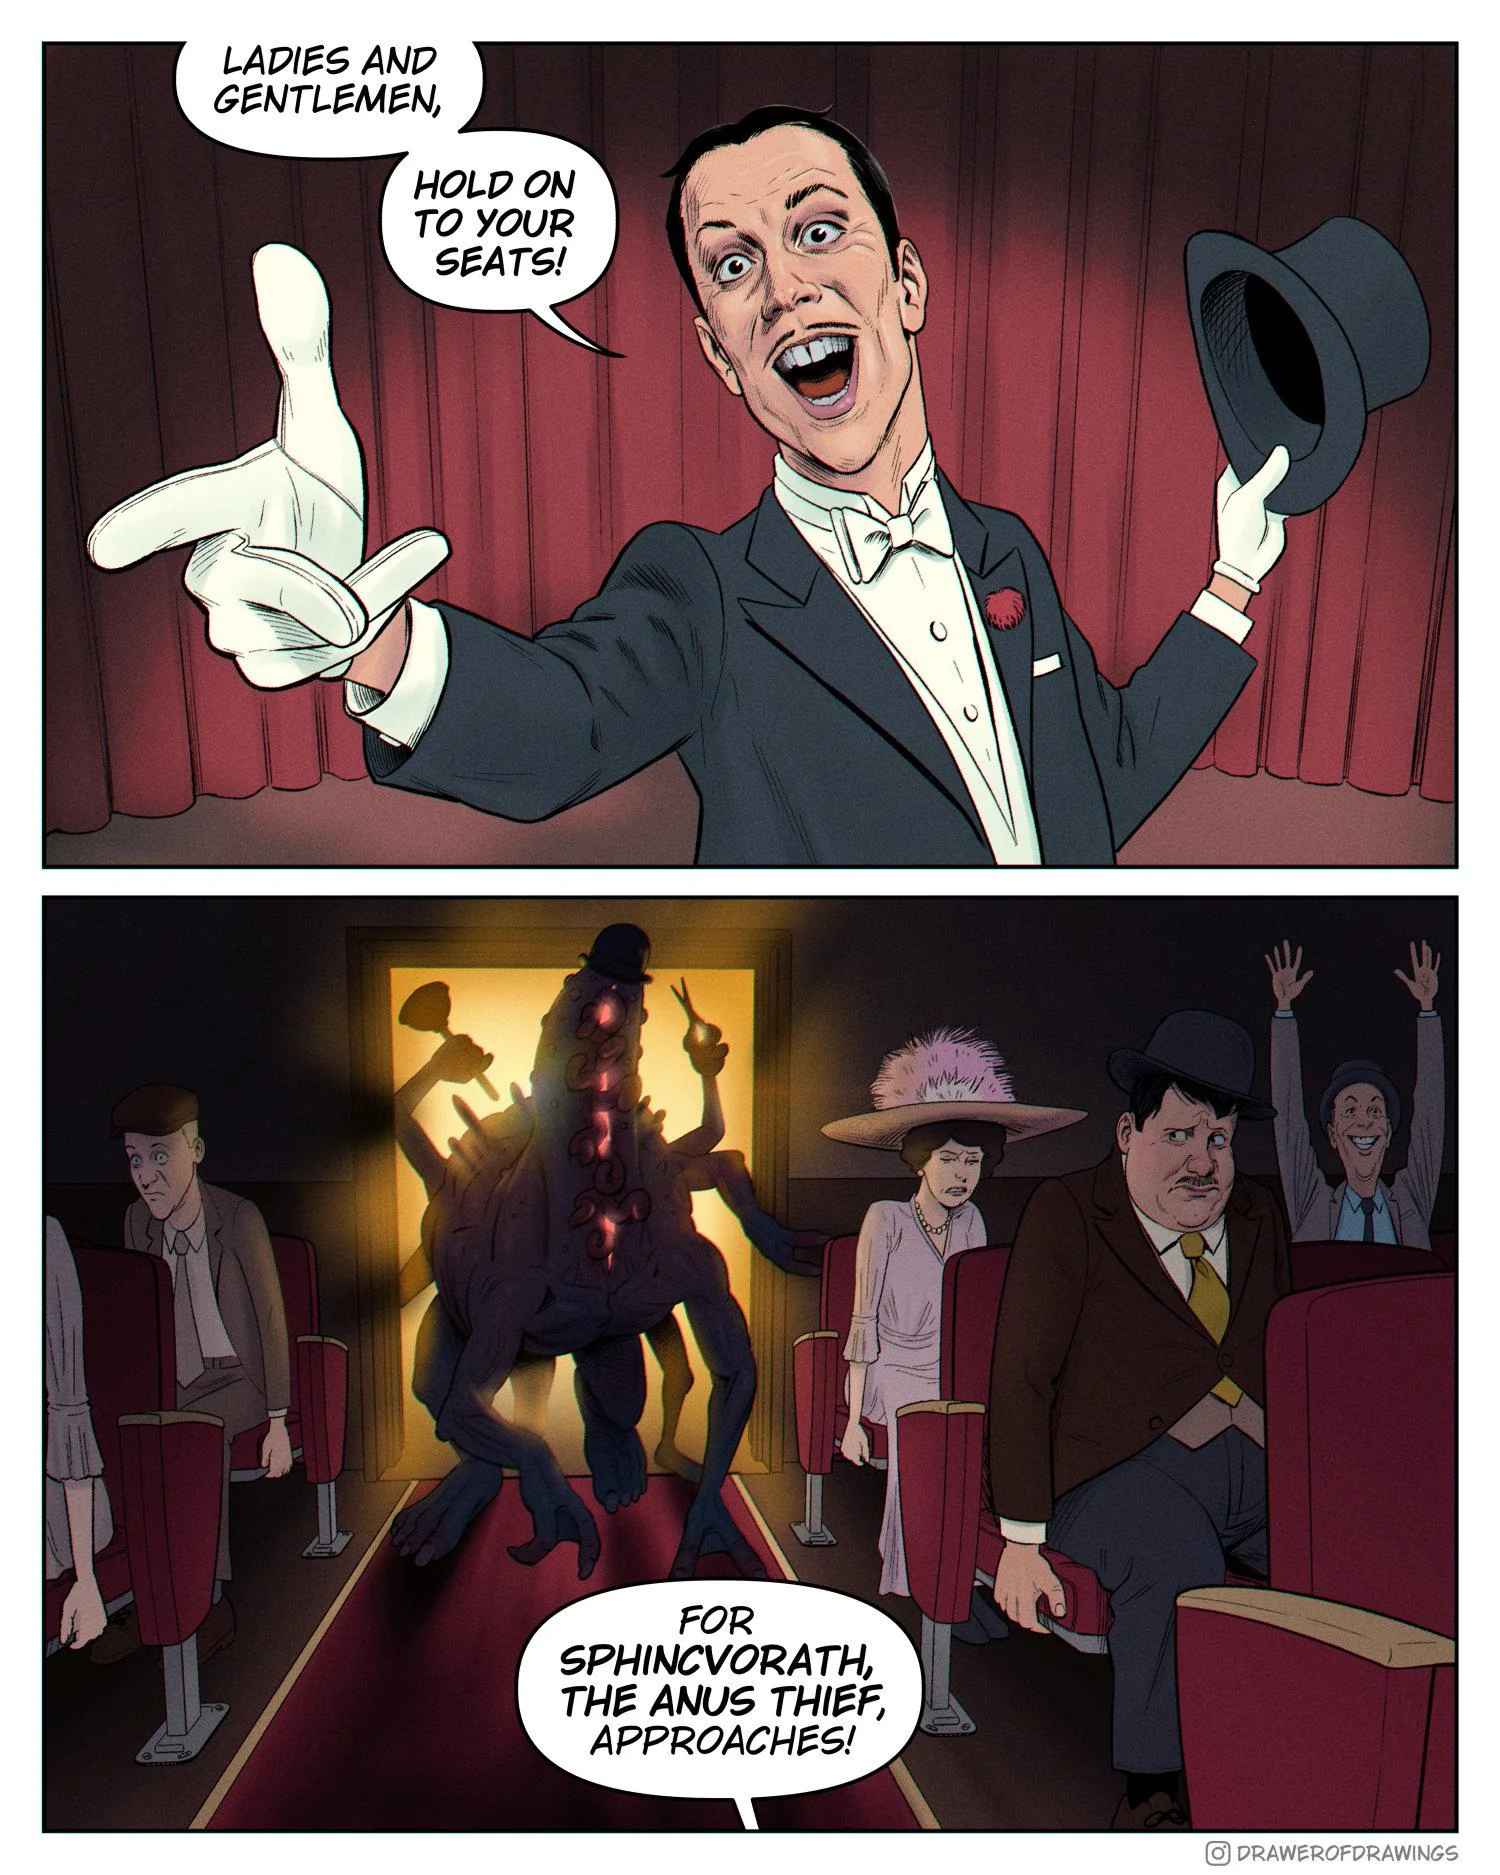 LADIES AND
GENTLEMEN,
HOLD ON
TO YOUR
SEATS!
FOR
SPHINCVORATH,
THE ANUS THIEF,
APPROACHES!
DRAWEROFDRAWINGS